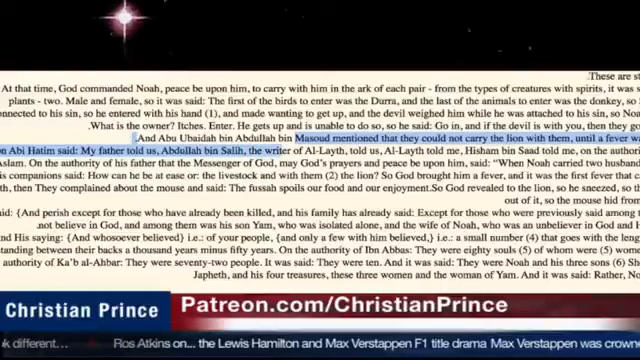 .These are st
At that time, God commanded Noah, peace be upon him, to carry with him in the ark of each pair - from the types of creatures with spirits, it was s
plants - two. Male and female, so it was said: The first of the birds to enter was the Durra, and the last of the animals to enter was the donkey, so I
connected to his sin, so he entered with his hand (1), and made wanting to get up, and the devil weighed him while he was attached to his sin, so Noa
What is the owner? Itches. Enter. He gets up and is unable to do so, so he said: Go in, and if the devil is with you, then they go
.And Abu Ubaidah bin Abdullah bin Masoud mentioned that they could not carry the lion with them, until a fever wa
n Abi Hatim said: My father told us, Abdullah bin Salih, the writer of Al-Layth, told us, Al-Layth told me, Hisham bin Saad told me, on the authori
Aslam. On the authority of his father that the Messenger of God, may God's prayers and peace be upon him, said: "When Noah carried two husband
his companions said: How can he be at ease or: the livestock and with them (2) the lion? So God brought him a fever, and it was the first fever that ca
th, then They complained about the mouse and said: The fussah spoils our food and our enjoyment.So God revealed to the lion, so he sneezed, so th
out of it, so the mouse hid from
aid: {And perish except for those who have already been killed, and his family has already said: Except for those who were previously said among th
not believe in God, and among them was his son Yam, who was isolated alone, and the wife of Noah, who was an unbeliever in God and H
and His saying: {And whosoever believed} i.e.: of your people, {and only a few with him believed,} i.e.: a small number (4) that goes with the leng
standing between their backs a thousand years minus fifty years. On the authority of Ibn Abbas: They were eighty souls (5) of whom were (5) wome
authority of Ka'b al-Ahbar: They were seventy-two people. It was said: They were ten. And it was said: They were Noah and his three sons (6) She
Japheth, and his four treasures, these three women and the woman of Yam. And it was said: Rather, No
Christian Prince
Patreon.com/ChristianPrince
k different...
Ros Atkins on... the Lewis Hamilton and Max Verstappen F1 title drama Max Verstappen was crown